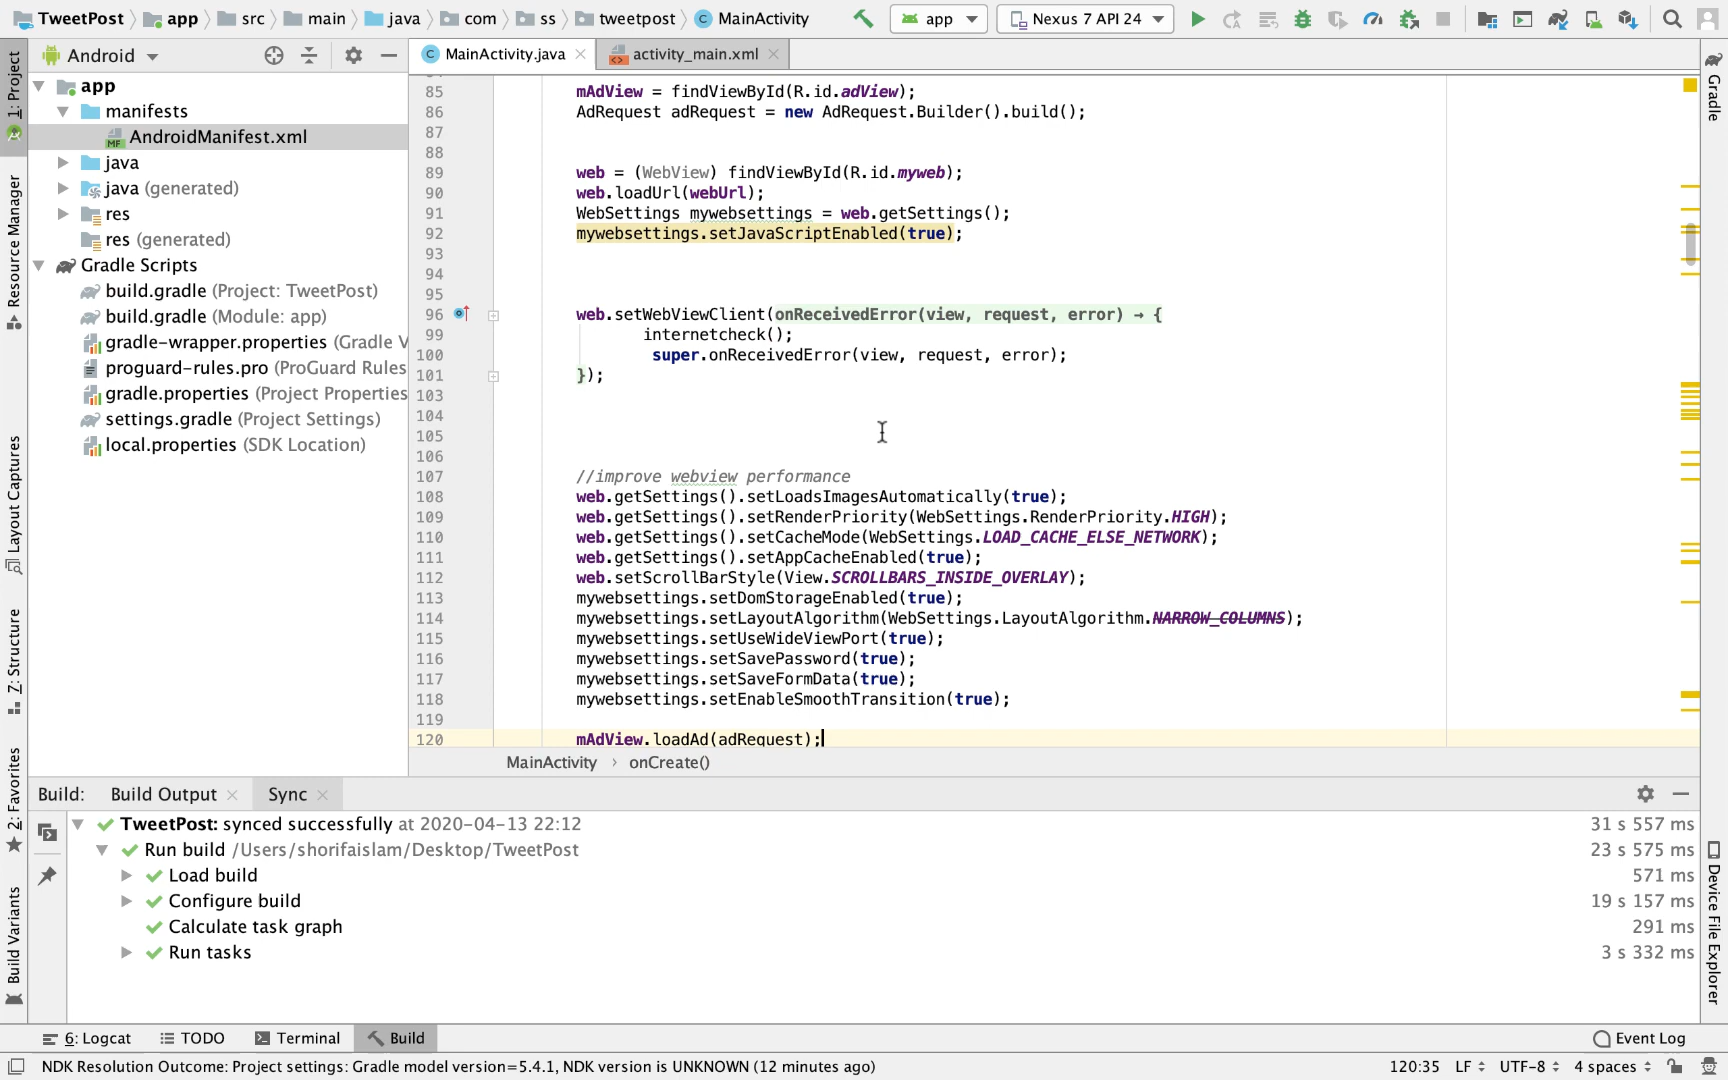 TweetPost app src main java com ss tweetpost MainActivity app Nexus 7 API 24
1: Project
Resource Manager
Layout Captures
7: Structure
2: Favorites
Build Variants
Android
app
manifests
AndroidManifest.xml
java
java (generated)
res
res (generated)
Gradle Scripts
build.gradle (Project: TweetPost)
build.gradle (Module: app)
gradle-wrapper.properties (Gradle V
proguard-rules.pro (ProGuard Rules
gradle.properties (Project Properties
settings.gradle (Project Settings)
local.properties (SDK Location)
MainActivity.java activity_main.xml
85 mAdView = findViewById(R.id.adView);
86 AdRequest adRequest = new AdRequest.Builder().build();
87
88
89 web = (WebView) findViewById(R.id.myweb);
90 web.loadUrl(webUrl);
91 WebSettings mywebsettings = web.getSettings();
92 mywebsettings.setJavaScriptEnabled(true);
93
94
95
96 web.setWebViewClient(onReceivedError(view, request, error) → {
99 internetcheck();
100 super.onReceivedError(view, request, error);
101 });
103
104
105
106
107 //improve webview performance
108 web.getSettings().setLoadsImagesAutomatically(true);
109 web.getSettings().setRenderPriority(WebSettings.RenderPriority.HIGH);
110 web.getSettings().setCacheMode(WebSettings.LOAD_CACHE_ELSE_NETWORK);
111 web.getSettings().setAppCacheEnabled(true);
112 web.setScrollBarStyle(View.SCROLLBARS_INSIDE_OVERLAY);
113 mywebsettings.setDomStorageEnabled(true);
114 mywebsettings.setLayoutAlgorithm(WebSettings.LayoutAlgorithm.NARROW_COLUMNS);
115 mywebsettings.setUseWideViewPort(true);
116 mywebsettings.setSavePassword(true);
117 mywebsettings.setSaveFormData(true);
118 mywebsettings.setEnableSmoothTransition(true);
119
120 mAdView.loadAd(adRequest);
MainActivity › onCreate()
Gradle
Device File Explorer
Build: Build Output Sync
TweetPost: synced successfully at 2020-04-13 22:12 31 s 557 ms
Run build /Users/shorifaislam/Desktop/TweetPost 23 s 575 ms
Load build 571 ms
Configure build 19 s 157 ms
Calculate task graph 291 ms
Run tasks 3 s 332 ms
6: Logcat TODO Terminal Build Event Log
NDK Resolution Outcome: Project settings: Gradle model version=5.4.1, NDK version is UNKNOWN (12 minutes ago) 120:35 LF UTF-8 4 spaces